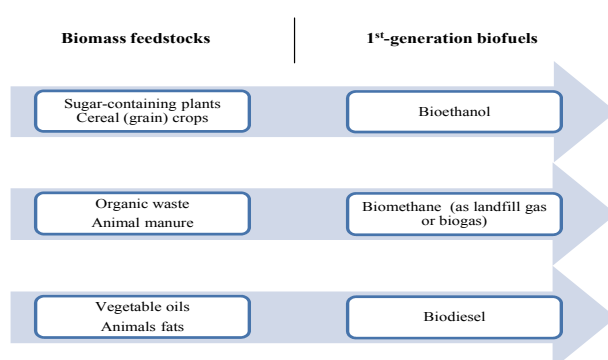 Biomass feedstocks
1st-generation biofuels
Sugar-containing plants
Cereal (grain) crops
Bioethanol
Organic waste
Animal manure
Biomethane (as landfill gas
or biogas)
Vegetable oils
Animals fats
Biodiesel